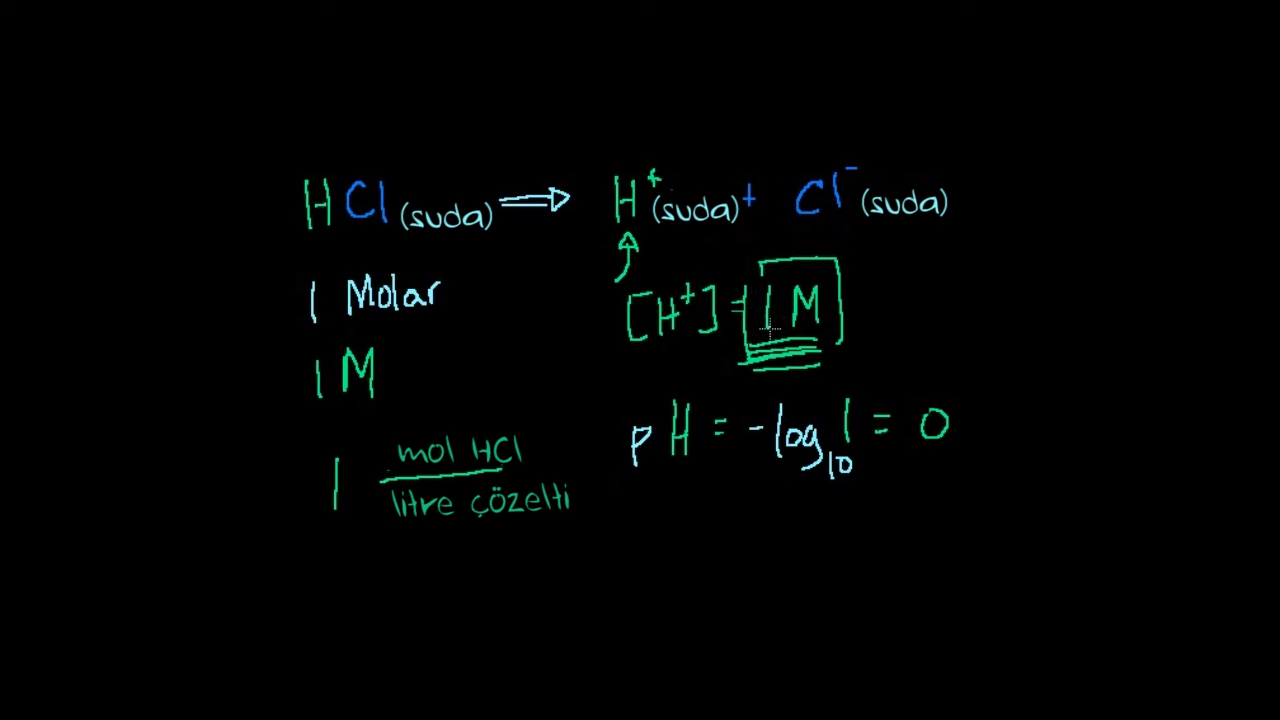 HCl (suda) ⇒ H⁺ (suda) + Cl⁻ (suda)
1 Molar
[H⁺] = 1 M
1 M
pH = -log₁₀ 1 = 0
1 mol HCl
litre çözelti